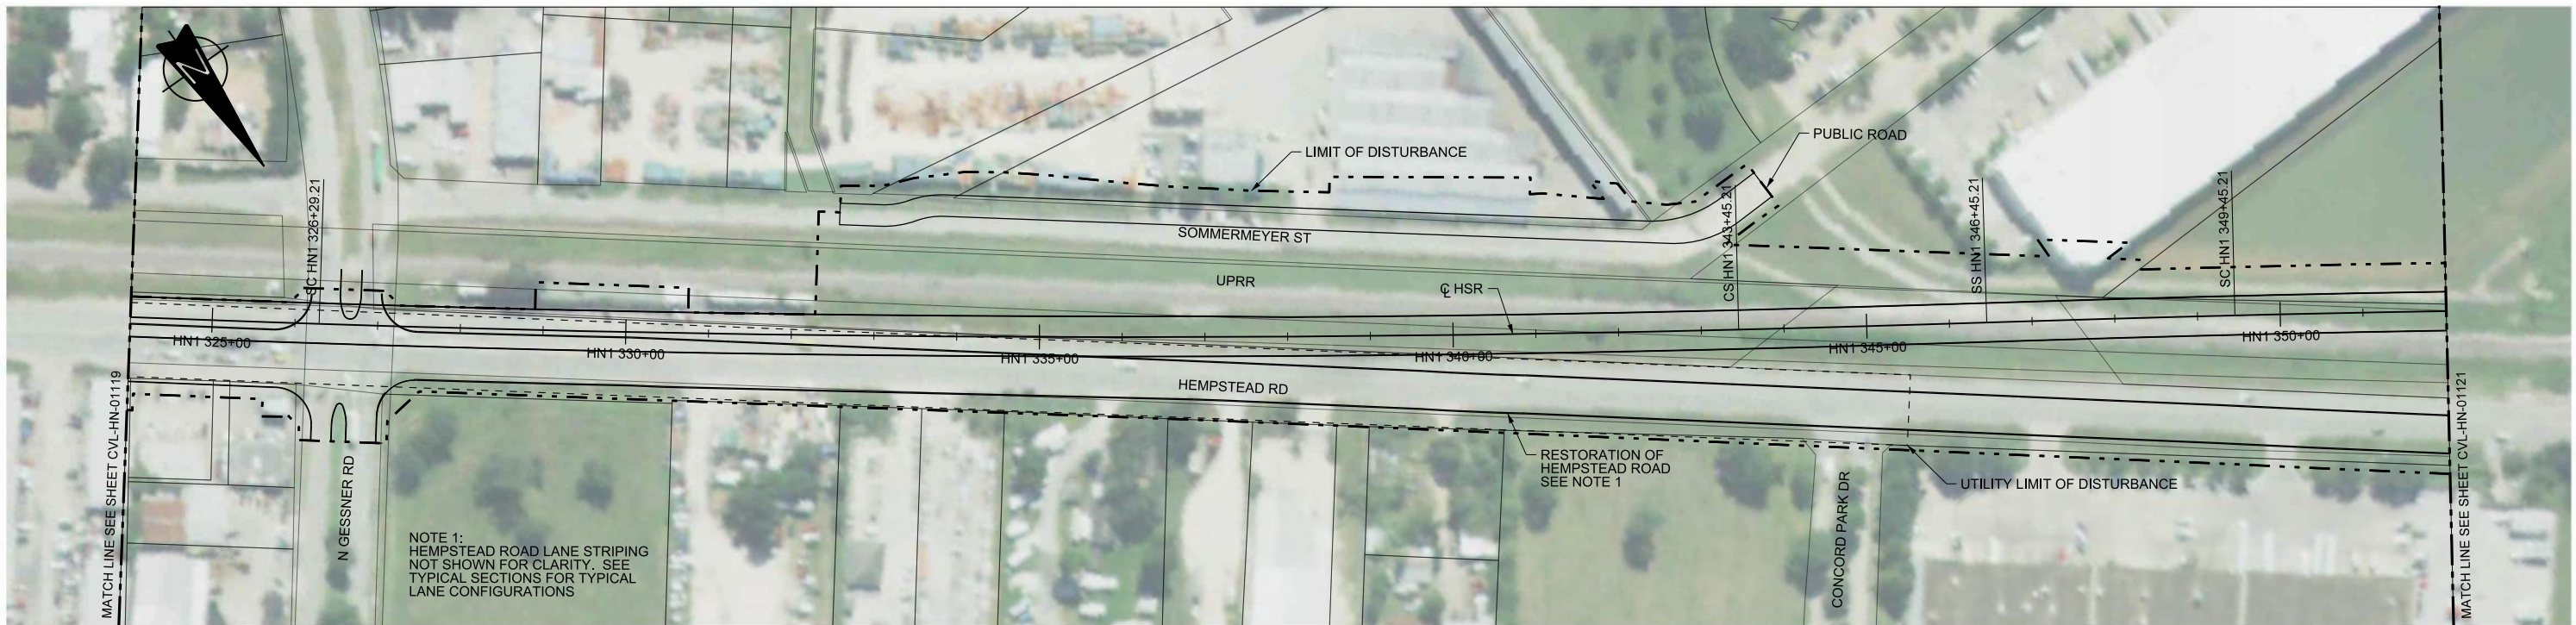 PUBLIC ROAD
LIMIT OF DISTURBANCE
SC HN1 326+29.21
CS HN1 343+45.21
SS HN1 346+45.21
SC HN1 349+45.21
SOMMERMEYER ST
UPRR
℄ HSR
HN1 325+00
HN1 330+00
HN1 335+00
HN1 340+00
HN1 345+00
HN1 350+00
HEMPSTEAD RD
MATCH LINE SEE SHEET CVL-HN-01119
N GESSNER RD
NOTE 1:
HEMPSTEAD ROAD LANE STRIPING
NOT SHOWN FOR CLARITY. SEE
TYPICAL SECTIONS FOR TYPICAL
LANE CONFIGURATIONS
RESTORATION OF
HEMPSTEAD ROAD
SEE NOTE 1
CONCORD PARK DR
UTILITY LIMIT OF DISTURBANCE
MATCH LINE SEE SHEET CVL-HN-01121